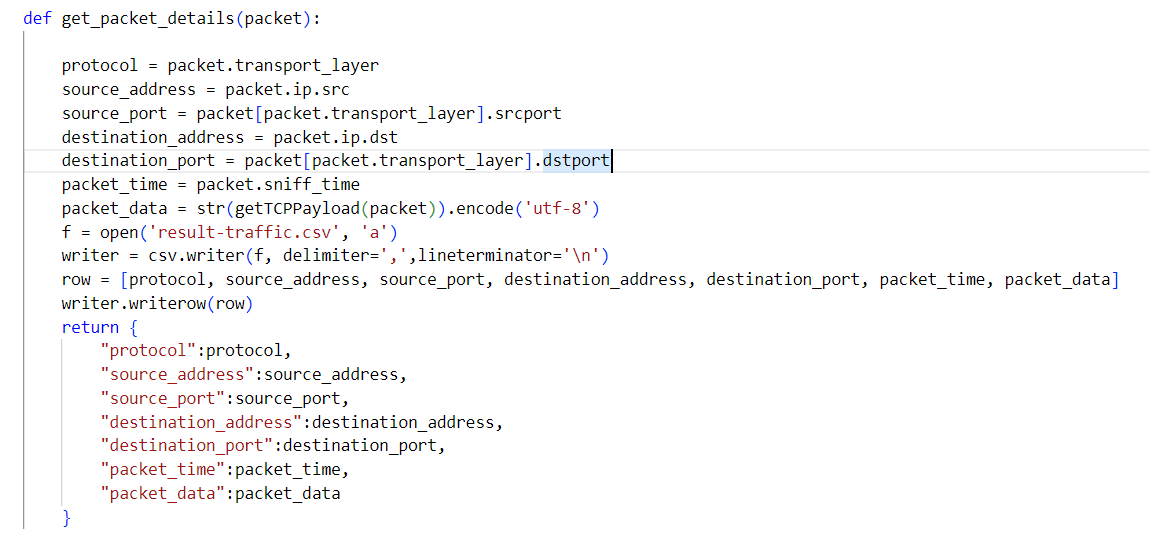 def get_packet_details(packet):
protocol = packet.transport_layer
source_address = packet.ip.src
source_port = packet[packet.transport_layer].srcport
destination_address = packet.ip.dst
destination_port = packet[packet.transport_layer].dstport
packet_time = packet.sniff_time
packet_data = str(getTCPPayload(packet)).encode('utf-8')
f = open('result-traffic.csv', 'a')
writer = csv.writer(f, delimiter=',',lineterminator='\n')
row = [protocol, source_address, source_port, destination_address, destination_port, packet_time, packet_data]
writer.writerow(row)
return {
"protocol":protocol,
"source_address":source_address,
"source_port":source_port,
"destination_address":destination_address,
"destination_port":destination_port,
"packet_time":packet_time,
"packet_data":packet_data
}